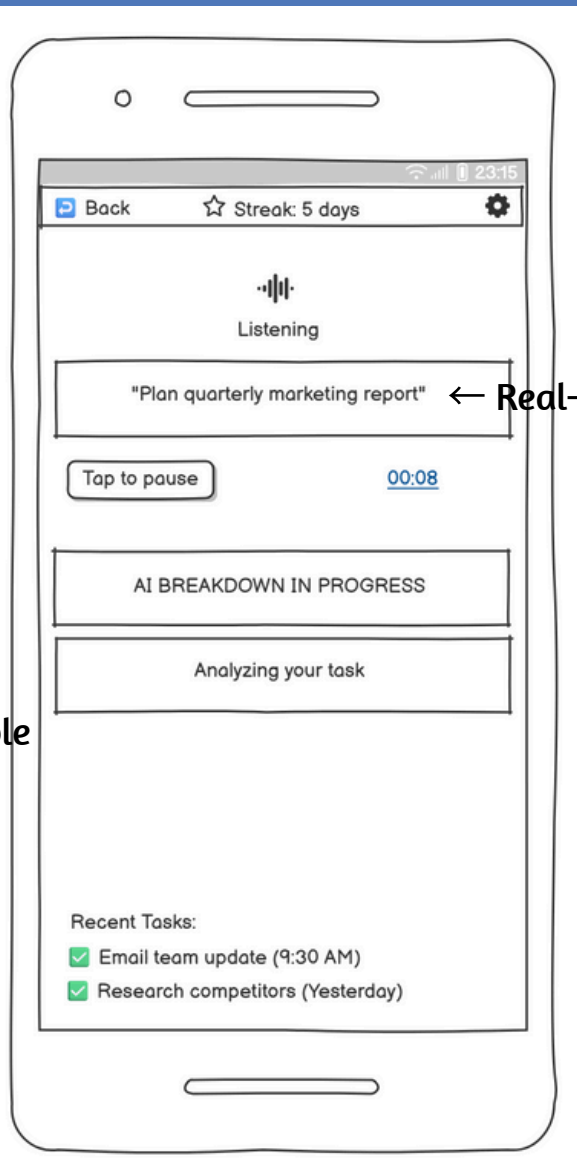 23:15
Back Streak: 5 days
Listening
"Plan quarterly marketing report" ← Real-
Tap to pause 00:08
AI BREAKDOWN IN PROGRESS
Analyzing your task
le
Recent Tasks:
Email team update (9:30 AM)
Research competitors (Yesterday)